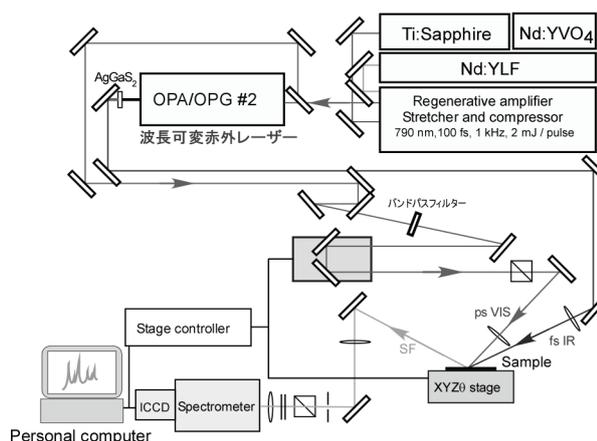 Ti:Sapphire
Nd:YVO4
Nd:YLF
AgGaS2
OPA/OPG #2
波長可変赤外レーザー
Regenerative amplifier
Stretcher and compressor
790 nm,100 fs, 1 kHz, 2 mJ / pulse
バンドパスフィルター
ps VIS
fs IR
SF
Stage controller
Sample
XYZθ stage
ICCD
Spectrometer
Personal computer